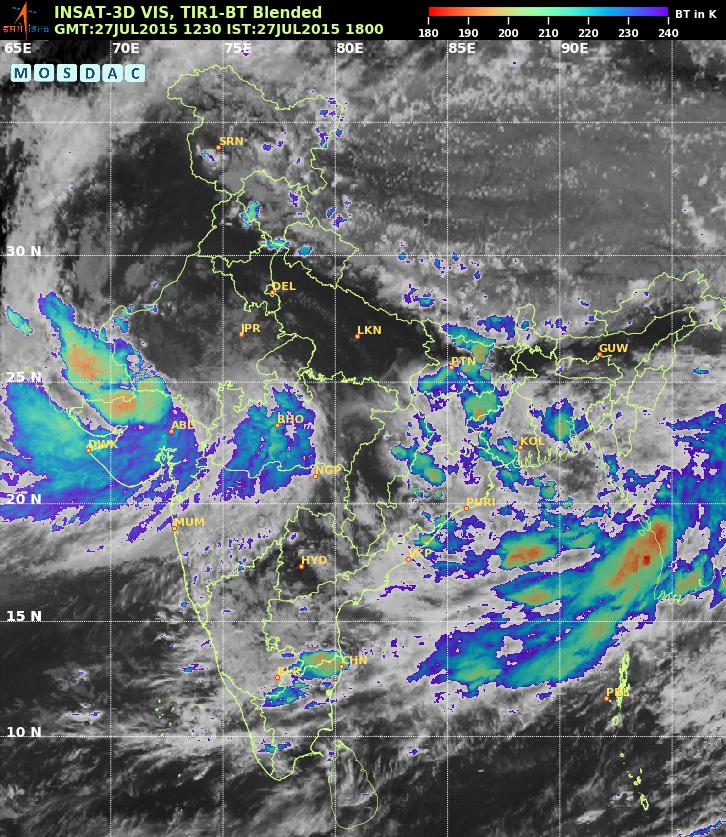 INSAT-3D VIS, TIR1-BT Blended
GMT:27JUL2015 1230 IST:27JUL2015 1800
BT in K
180 190 200 210 220 230 240
65E 70E 75E 80E 85E 90E
MOSDAC
SRN
30 N
DEL
JPR
LKN
GUW
PTN
25 N
ABD
BHO
DWK
KOL
NGP
20 N
PURI
MUM
HYD
15 N
CHN
10 N